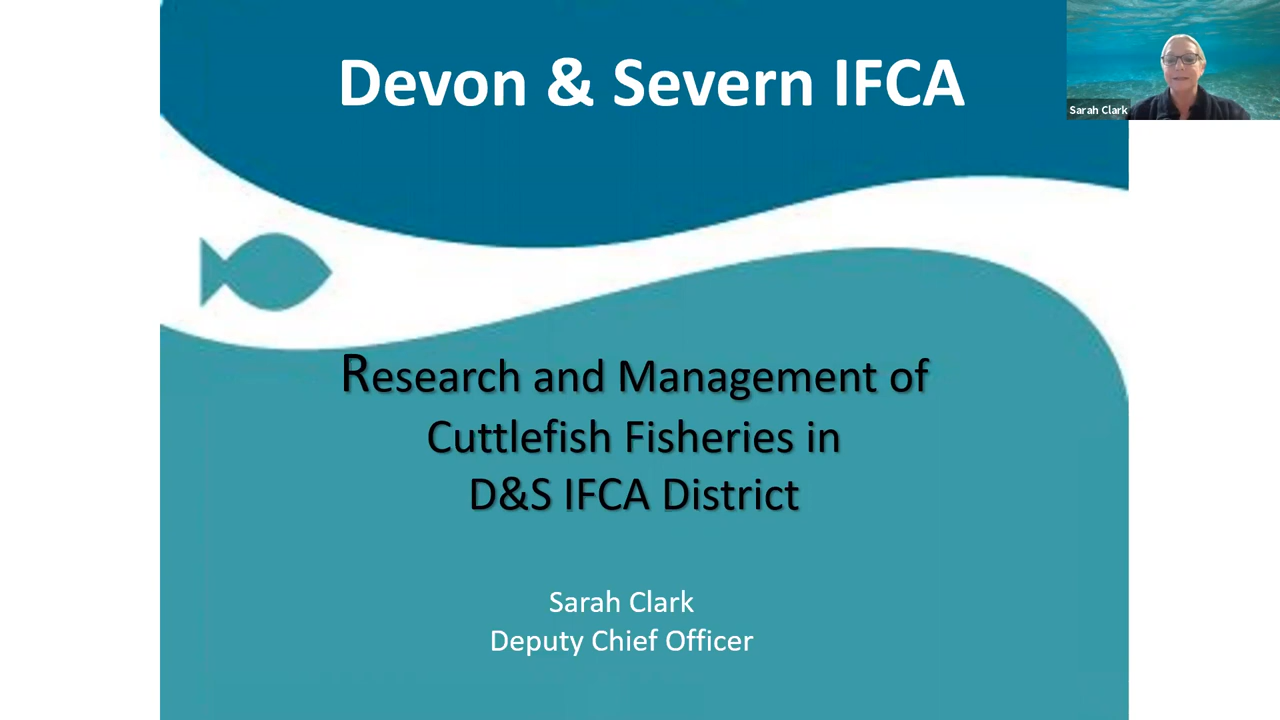 Devon & Severn IFCA
Sarah Clark
Research and Management of
Cuttlefish Fisheries in
D&S IFCA District
Sarah Clark
Deputy Chief Officer